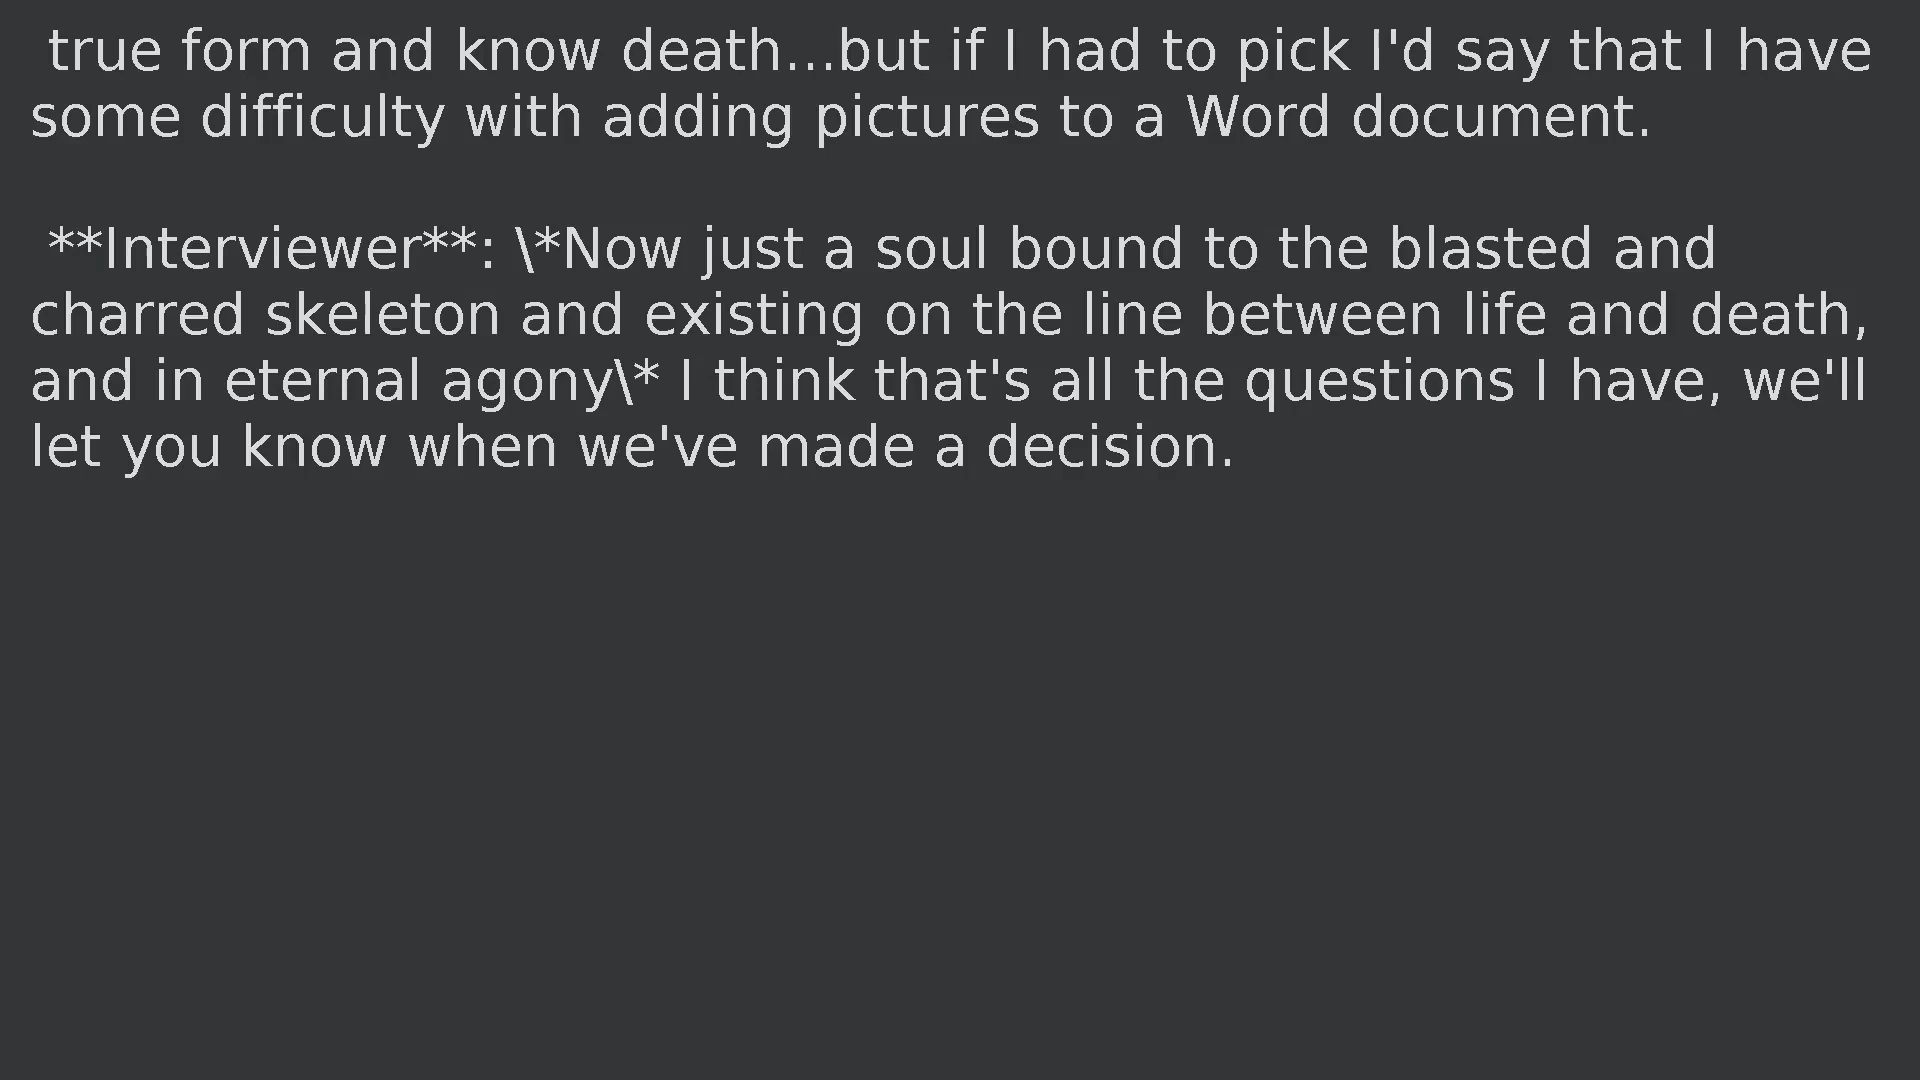 true form and know death...but if I had to pick I'd say that I have
some difficulty with adding pictures to a Word document.
**Interviewer**: \*Now just a soul bound to the blasted and
charred skeleton and existing on the line between life and death,
and in eternal agony\* I think that's all the questions I have, we'll
let you know when we've made a decision.